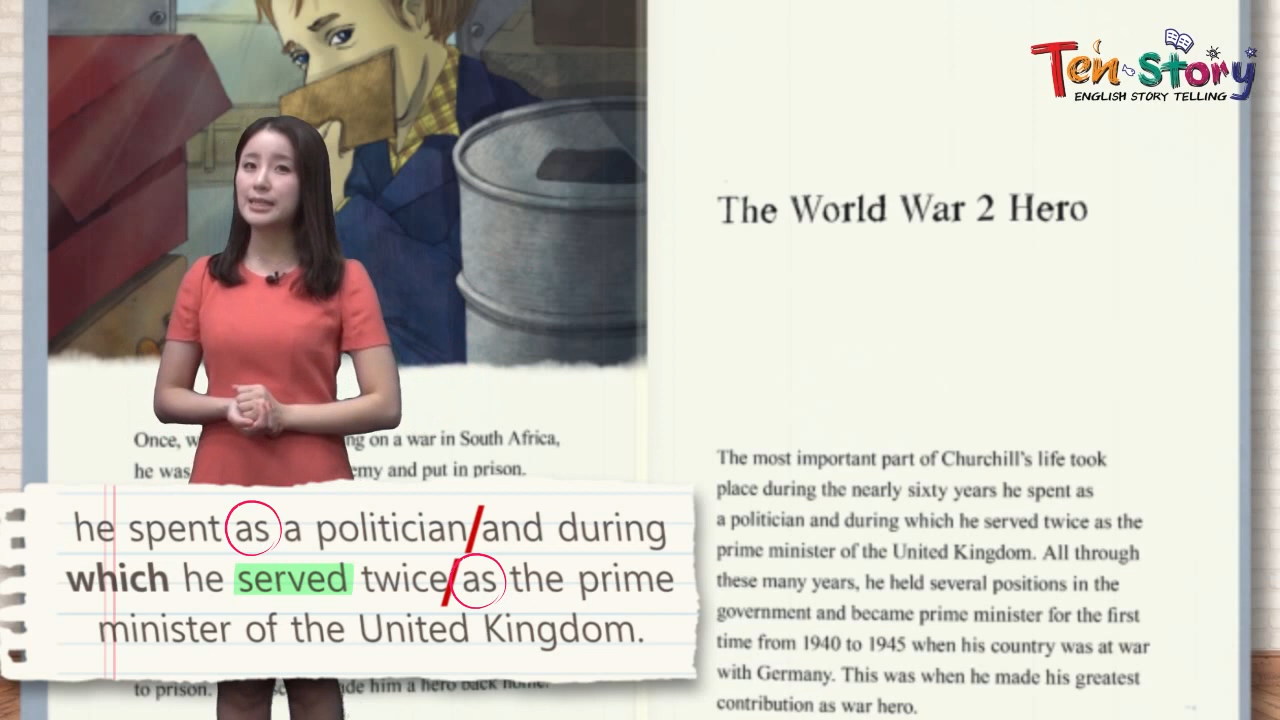 Ten Story
ENGLISH STORY TELLING
The World War 2 Hero
Once, ng on a war in South Africa,
he was emy and put in prison.
he spent as a politician/and during
which he served twice/as the prime
minister of the United Kingdom.
to prison. de him a hero back home.
The most important part of Churchill's life took
place during the nearly sixty years he spent as
a politician and during which he served twice as the
prime minister of the United Kingdom. All through
these many years, he held several positions in the
government and became prime minister for the first
time from 1940 to 1945 when his country was at war
with Germany. This was when he made his greatest
contribution as war hero.